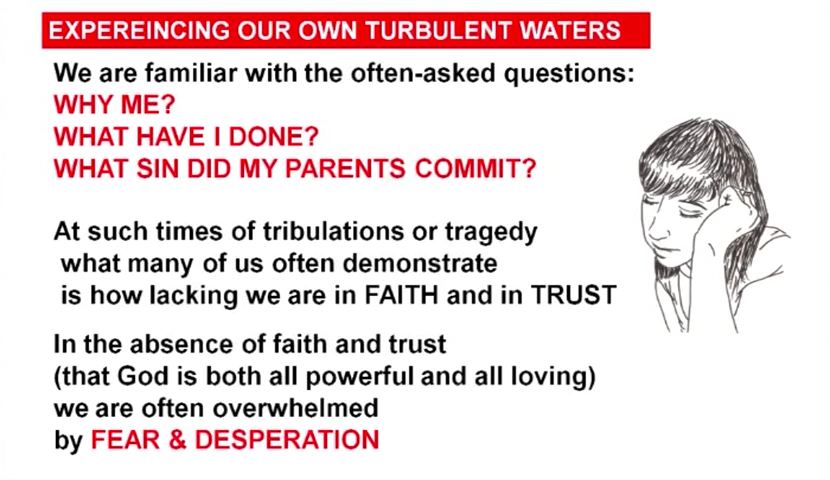 EXPEREINCING OUR OWN TURBULENT WATERS
We are familiar with the often-asked questions:
WHY ME?
WHAT HAVE I DONE?
WHAT SIN DID MY PARENTS COMMIT?
At such times of tribulations or tragedy
what many of us often demonstrate
is how lacking we are in FAITH and in TRUST
In the absence of faith and trust
(that God is both all powerful and all loving)
we are often overwhelmed
by FEAR & DESPERATION